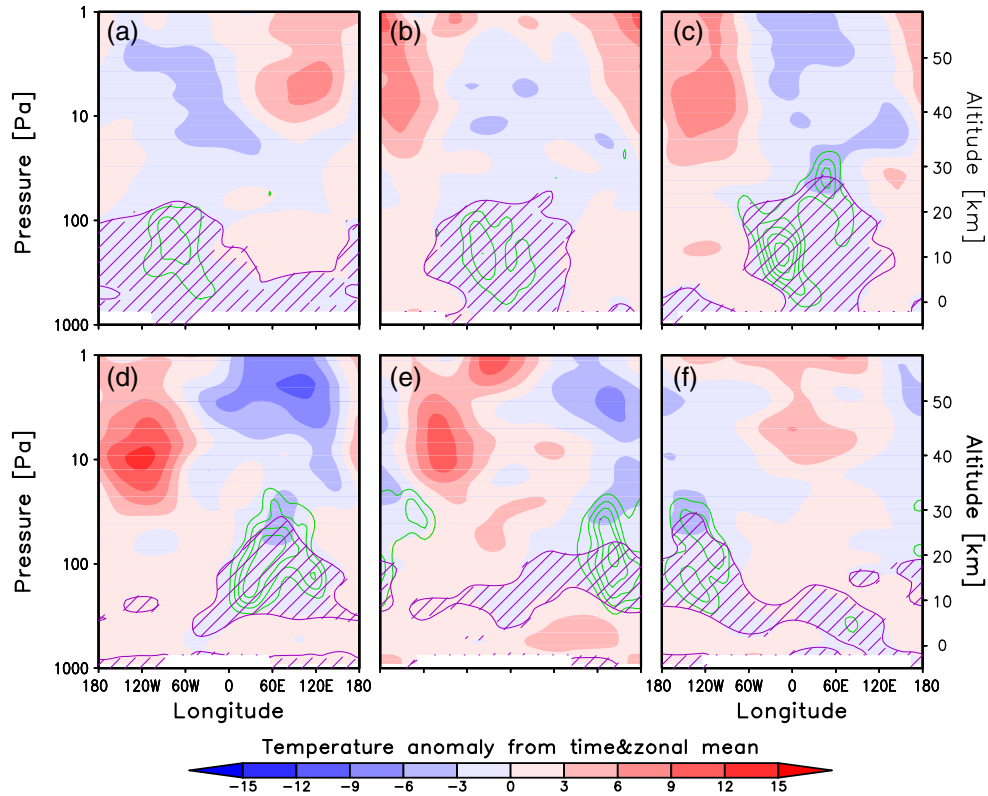 (a) (b) (c)
1
10
100
1000
Pressure [Pa]
50
40
30
20
10
0
Altitude [km]
(d) (e) (f)
1
10
100
1000
Pressure [Pa]
50
40
30
20
10
0
Altitude [km]
180 120W 60W 0 60E 120E 180
180 120W 60W 0 60E 120E 180
Longitude
Longitude
Temperature anomaly from time&zonal mean
−15 −12 −9 −6 −3 0 3 6 9 12 15